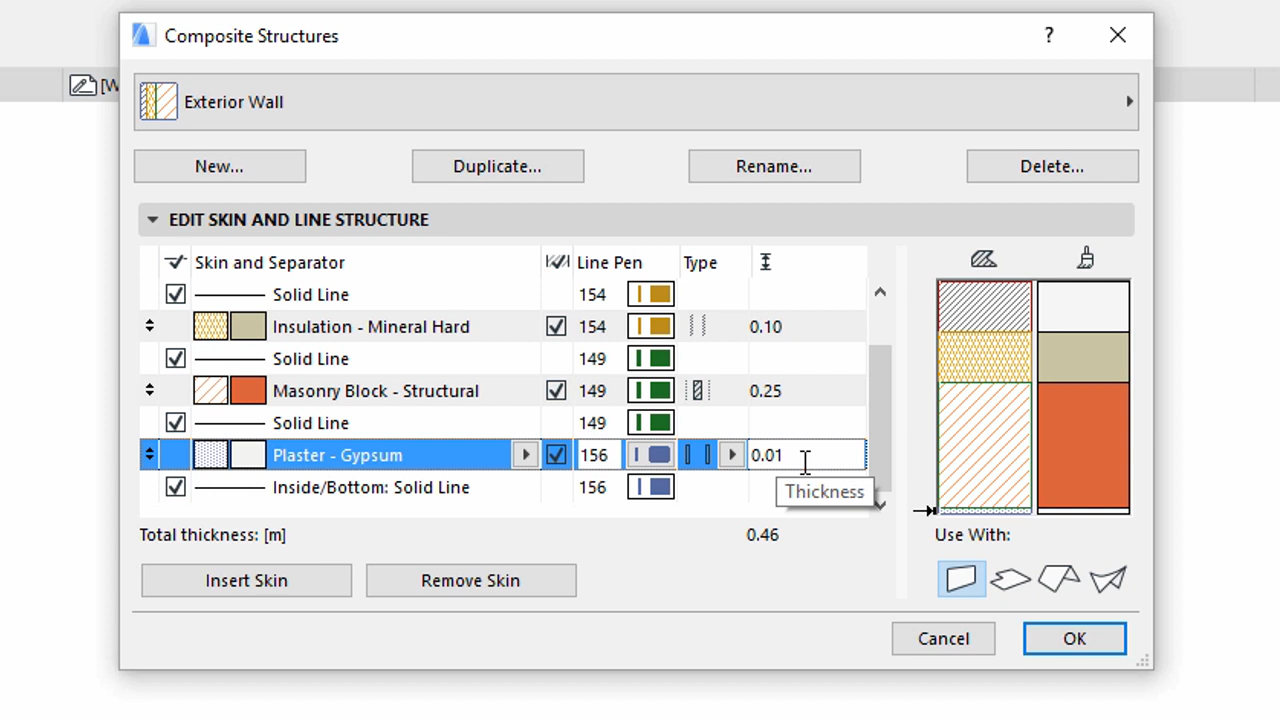 Composite Structures
?
[W
Exterior Wall
New... Duplicate... Rename... Delete...
EDIT SKIN AND LINE STRUCTURE
Skin and Separator Line Pen Type
Solid Line 154
Insulation - Mineral Hard 154 0.10
Solid Line 149
Masonry Block - Structural 149 0.25
Solid Line 149
Plaster - Gypsum 156 0.01
Inside/Bottom: Solid Line 156
Thickness
Total thickness: [m] 0.46
Use With:
Insert Skin Remove Skin
Cancel OK